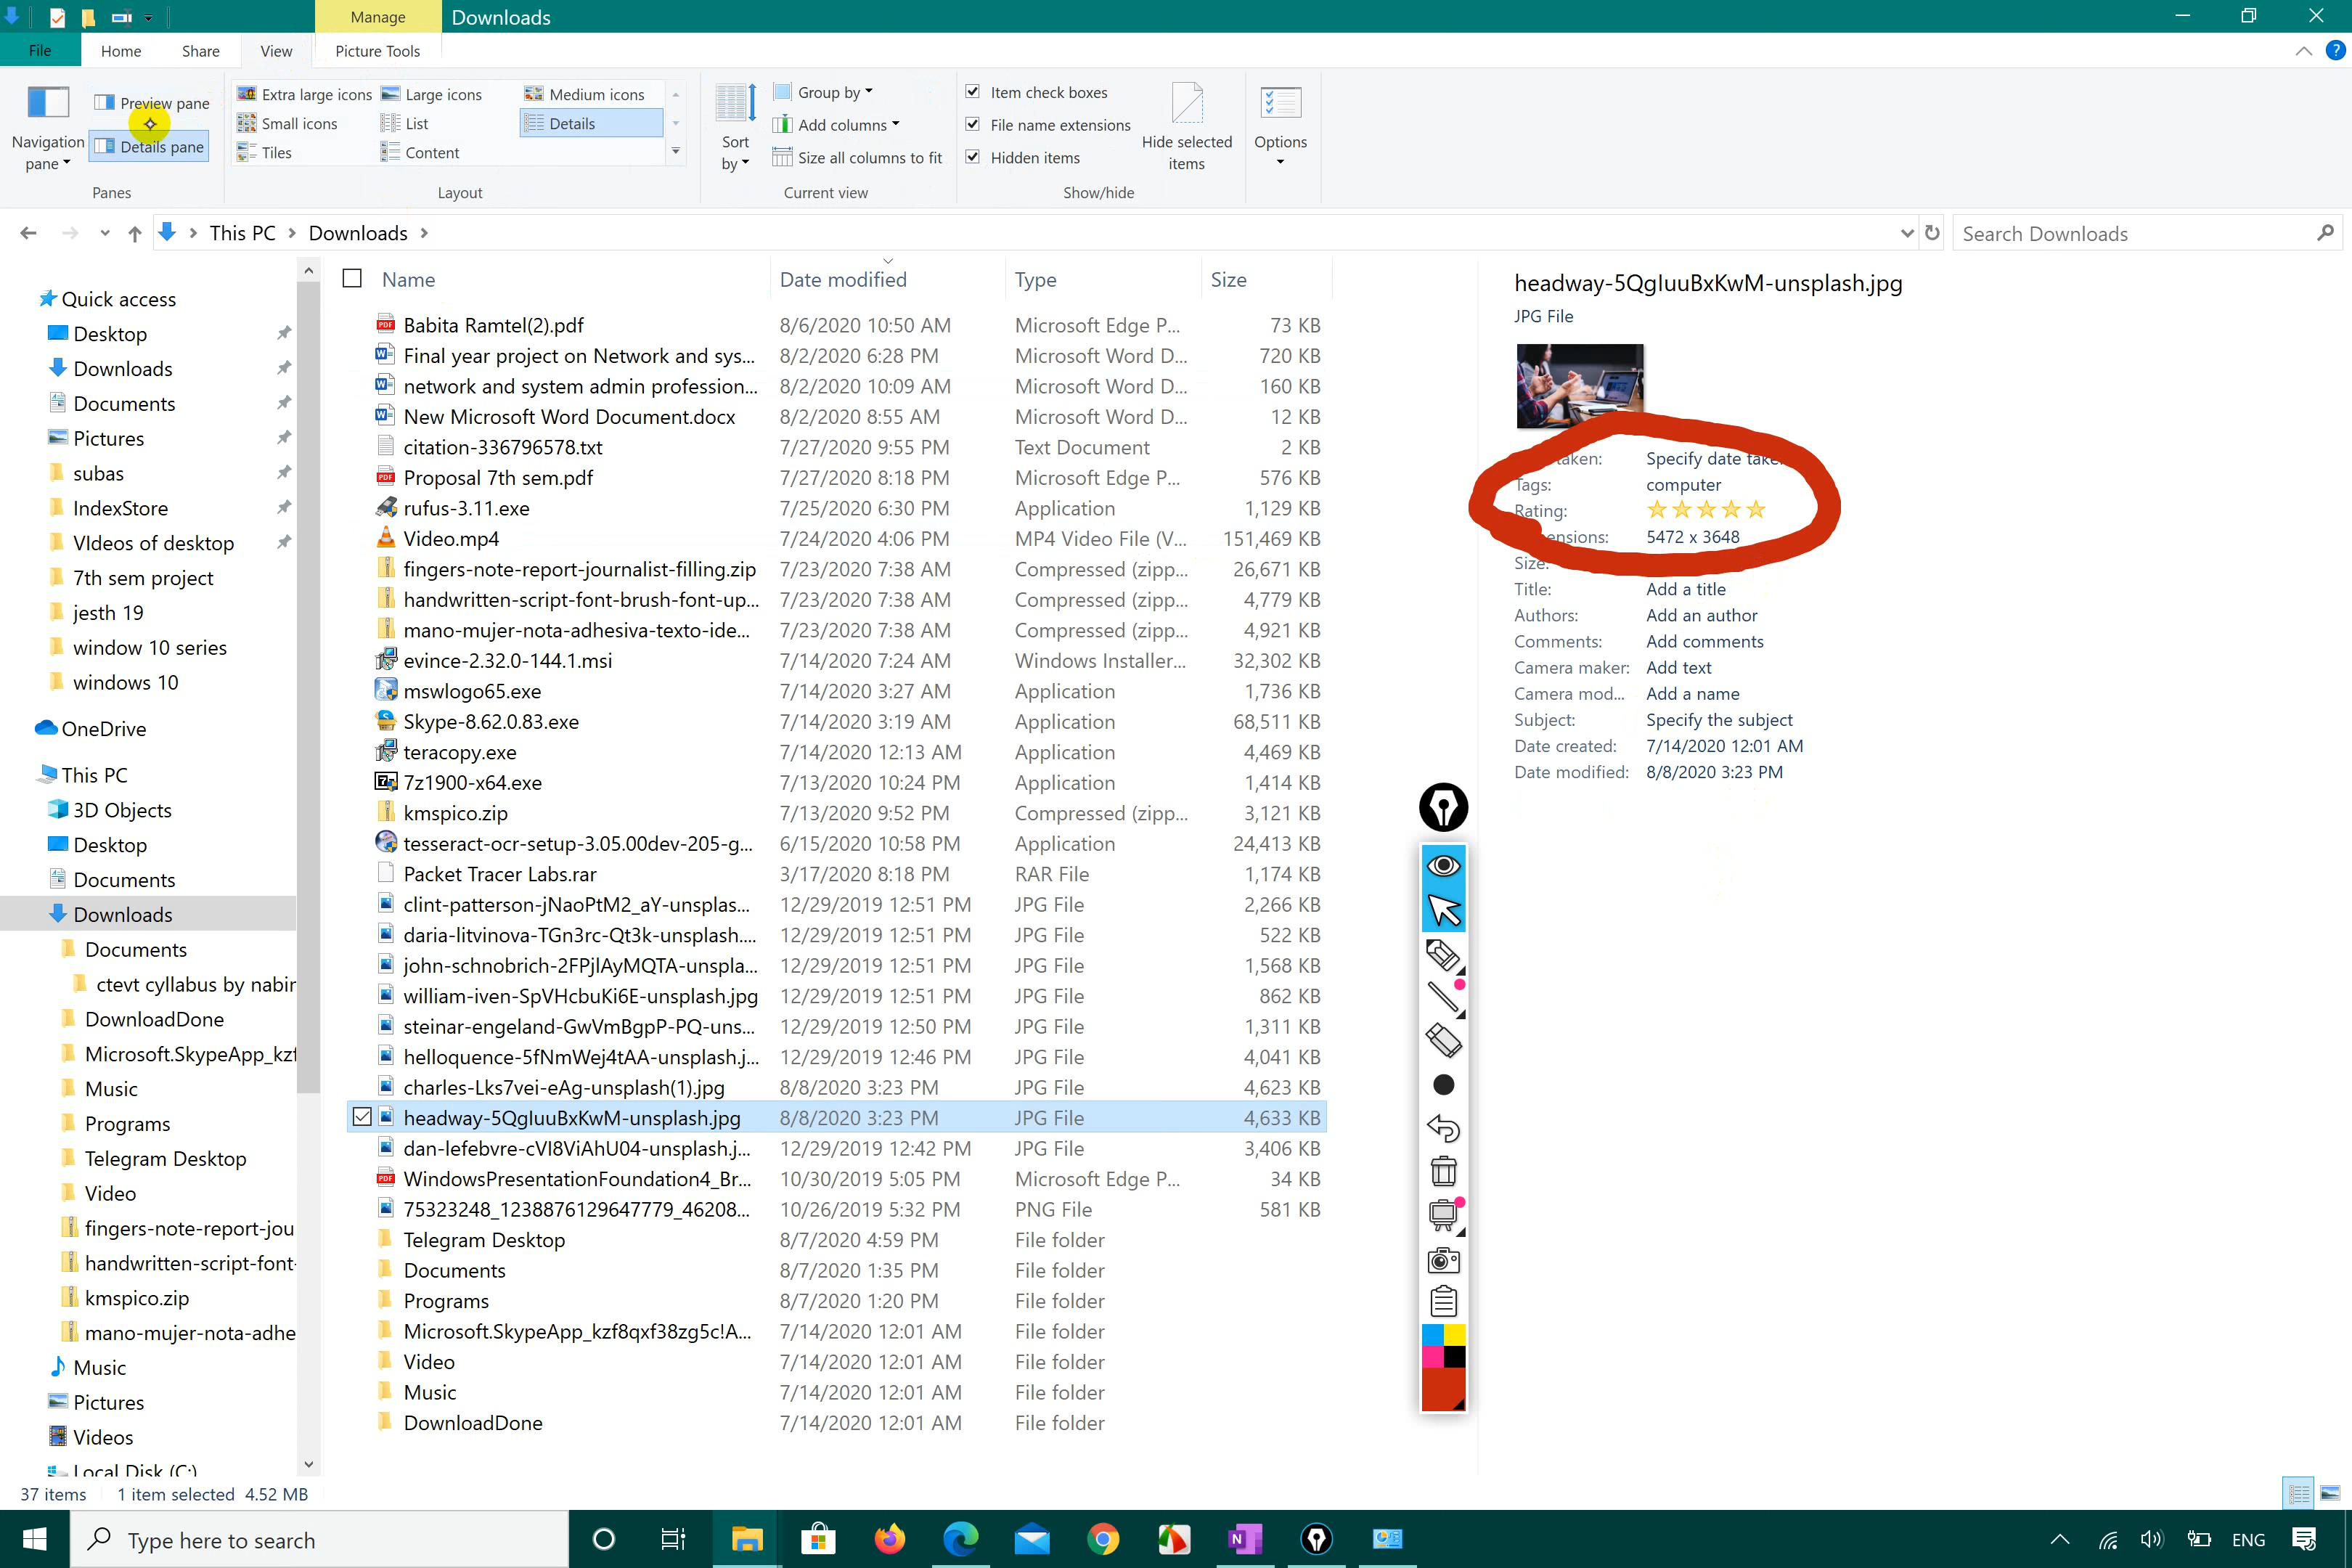 Manage
Downloads
File
Home
Share
View
Picture Tools
Navigation
pane
Preview pane
Details pane
Panes
Extra large icons
Large icons
Medium icons
Small icons
List
Details
Tiles
Content
Layout
Sort
by
Group by
Add columns
Size all columns to fit
Current view
Item check boxes
File name extensions
Hidden items
Hide selected
items
Show/hide
Options
This PC
Downloads
Search Downloads
Quick access
Desktop
Downloads
Documents
Pictures
subas
IndexStore
VIdeos of desktop
7th sem project
jesth 19
window 10 series
windows 10
OneDrive
This PC
3D Objects
Desktop
Documents
Downloads
Documents
ctevt cyllabus by nabir
DownloadDone
Microsoft.SkypeApp_kzf
Music
Programs
Telegram Desktop
Video
fingers-note-report-jou
handwritten-script-font-
kmspico.zip
mano-mujer-nota-adhe
Music
Pictures
Videos
Local Disk (C:)
Name Date modified Type Size
Babita Ramtel(2).pdf 8/6/2020 10:50 AM Microsoft Edge P... 73 KB
Final year project on Network and sys... 8/2/2020 6:28 PM Microsoft Word D... 720 KB
network and system admin profession... 8/2/2020 10:09 AM Microsoft Word D... 160 KB
New Microsoft Word Document.docx 8/2/2020 8:55 AM Microsoft Word D... 12 KB
citation-336796578.txt 7/27/2020 9:55 PM Text Document 2 KB
Proposal 7th sem.pdf 7/27/2020 8:18 PM Microsoft Edge P... 576 KB
rufus-3.11.exe 7/25/2020 6:30 PM Application 1,129 KB
Video.mp4 7/24/2020 4:06 PM MP4 Video File (V... 151,469 KB
fingers-note-report-journalist-filling.zip 7/23/2020 7:38 AM Compressed (zipp... 26,671 KB
handwritten-script-font-brush-font-up... 7/23/2020 7:38 AM Compressed (zipp... 4,779 KB
mano-mujer-nota-adhesiva-texto-ide... 7/23/2020 7:38 AM Compressed (zipp... 4,921 KB
evince-2.32.0-144.1.msi 7/14/2020 7:24 AM Windows Installer... 32,302 KB
mswlogo65.exe 7/14/2020 3:27 AM Application 1,736 KB
Skype-8.62.0.83.exe 7/14/2020 3:19 AM Application 68,511 KB
teracopy.exe 7/14/2020 12:13 AM Application 4,469 KB
7z1900-x64.exe 7/13/2020 10:24 PM Application 1,414 KB
kmspico.zip 7/13/2020 9:52 PM Compressed (zipp... 3,121 KB
tesseract-ocr-setup-3.05.00dev-205-g... 6/15/2020 10:58 PM Application 24,413 KB
Packet Tracer Labs.rar 3/17/2020 8:18 PM RAR File 1,174 KB
clint-patterson-jNaoPtM2_aY-unsplas... 12/29/2019 12:51 PM JPG File 2,266 KB
daria-litvinova-TGn3rc-Qt3k-unsplash.... 12/29/2019 12:51 PM JPG File 522 KB
john-schnobrich-2FPjlAyMQTA-unspla... 12/29/2019 12:51 PM JPG File 1,568 KB
william-iven-SpVHcbuKi6E-unsplash.jpg 12/29/2019 12:51 PM JPG File 862 KB
steinar-engeland-GwVmBgpP-PQ-uns... 12/29/2019 12:50 PM JPG File 1,311 KB
helloquence-5fNmWej4tAA-unsplash.j... 12/29/2019 12:46 PM JPG File 4,041 KB
charles-Lks7vei-eAg-unsplash(1).jpg 8/8/2020 3:23 PM JPG File 4,623 KB
headway-5QgIuuBxKwM-unsplash.jpg 8/8/2020 3:23 PM JPG File 4,633 KB
dan-lefebvre-cVI8ViAhU04-unsplash.j... 12/29/2019 12:42 PM JPG File 3,406 KB
WindowsPresentationFoundation4_Br... 10/30/2019 5:05 PM Microsoft Edge P... 34 KB
75323248_1238876129647779_46208... 10/26/2019 5:32 PM PNG File 581 KB
Telegram Desktop 8/7/2020 4:59 PM File folder
Documents 8/7/2020 1:35 PM File folder
Programs 8/7/2020 1:20 PM File folder
Microsoft.SkypeApp_kzf8qxf38zg5c!A... 7/14/2020 12:01 AM File folder
Video 7/14/2020 12:01 AM File folder
Music 7/14/2020 12:01 AM File folder
DownloadDone 7/14/2020 12:01 AM File folder
headway-5QgIuuBxKwM-unsplash.jpg
JPG File
taken: Specify date take
Tags: computer
Rating:
ensions: 5472 x 3648
Size:
Title: Add a title
Authors: Add an author
Comments: Add comments
Camera maker: Add text
Camera mod... Add a name
Subject: Specify the subject
Date created: 7/14/2020 12:01 AM
Date modified: 8/8/2020 3:23 PM
37 items 1 item selected 4.52 MB
Type here to search
ENG